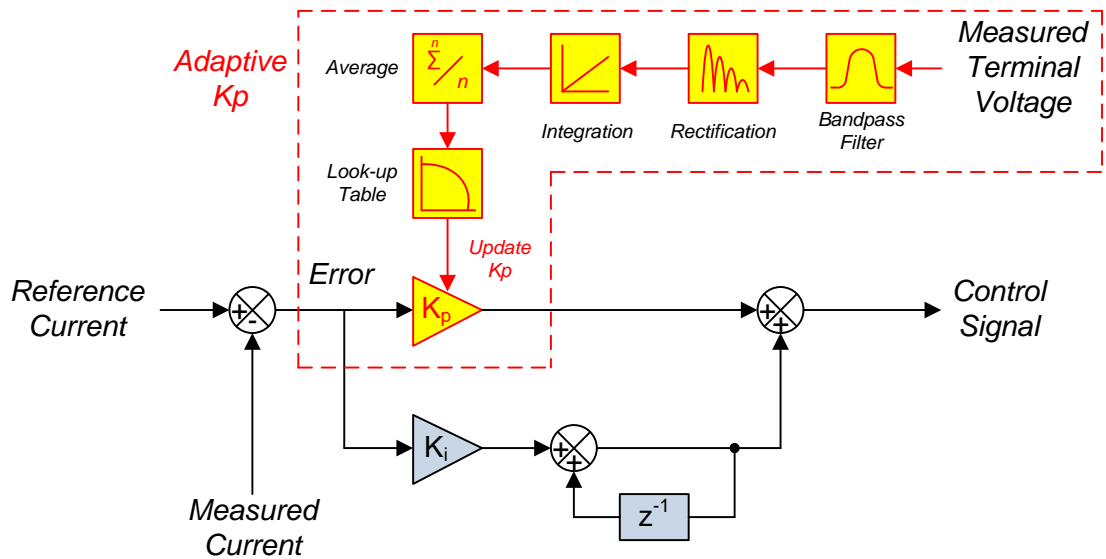 Adaptive
Kp
Average
n
Σ
n
Integration
Rectification
Bandpass
Filter
Measured
Terminal
Voltage
Look-up
Table
Update
Kp
Reference
Current
+
-
Error
Kp
+
+
Control
Signal
Ki
+
+
z-1
Measured
Current